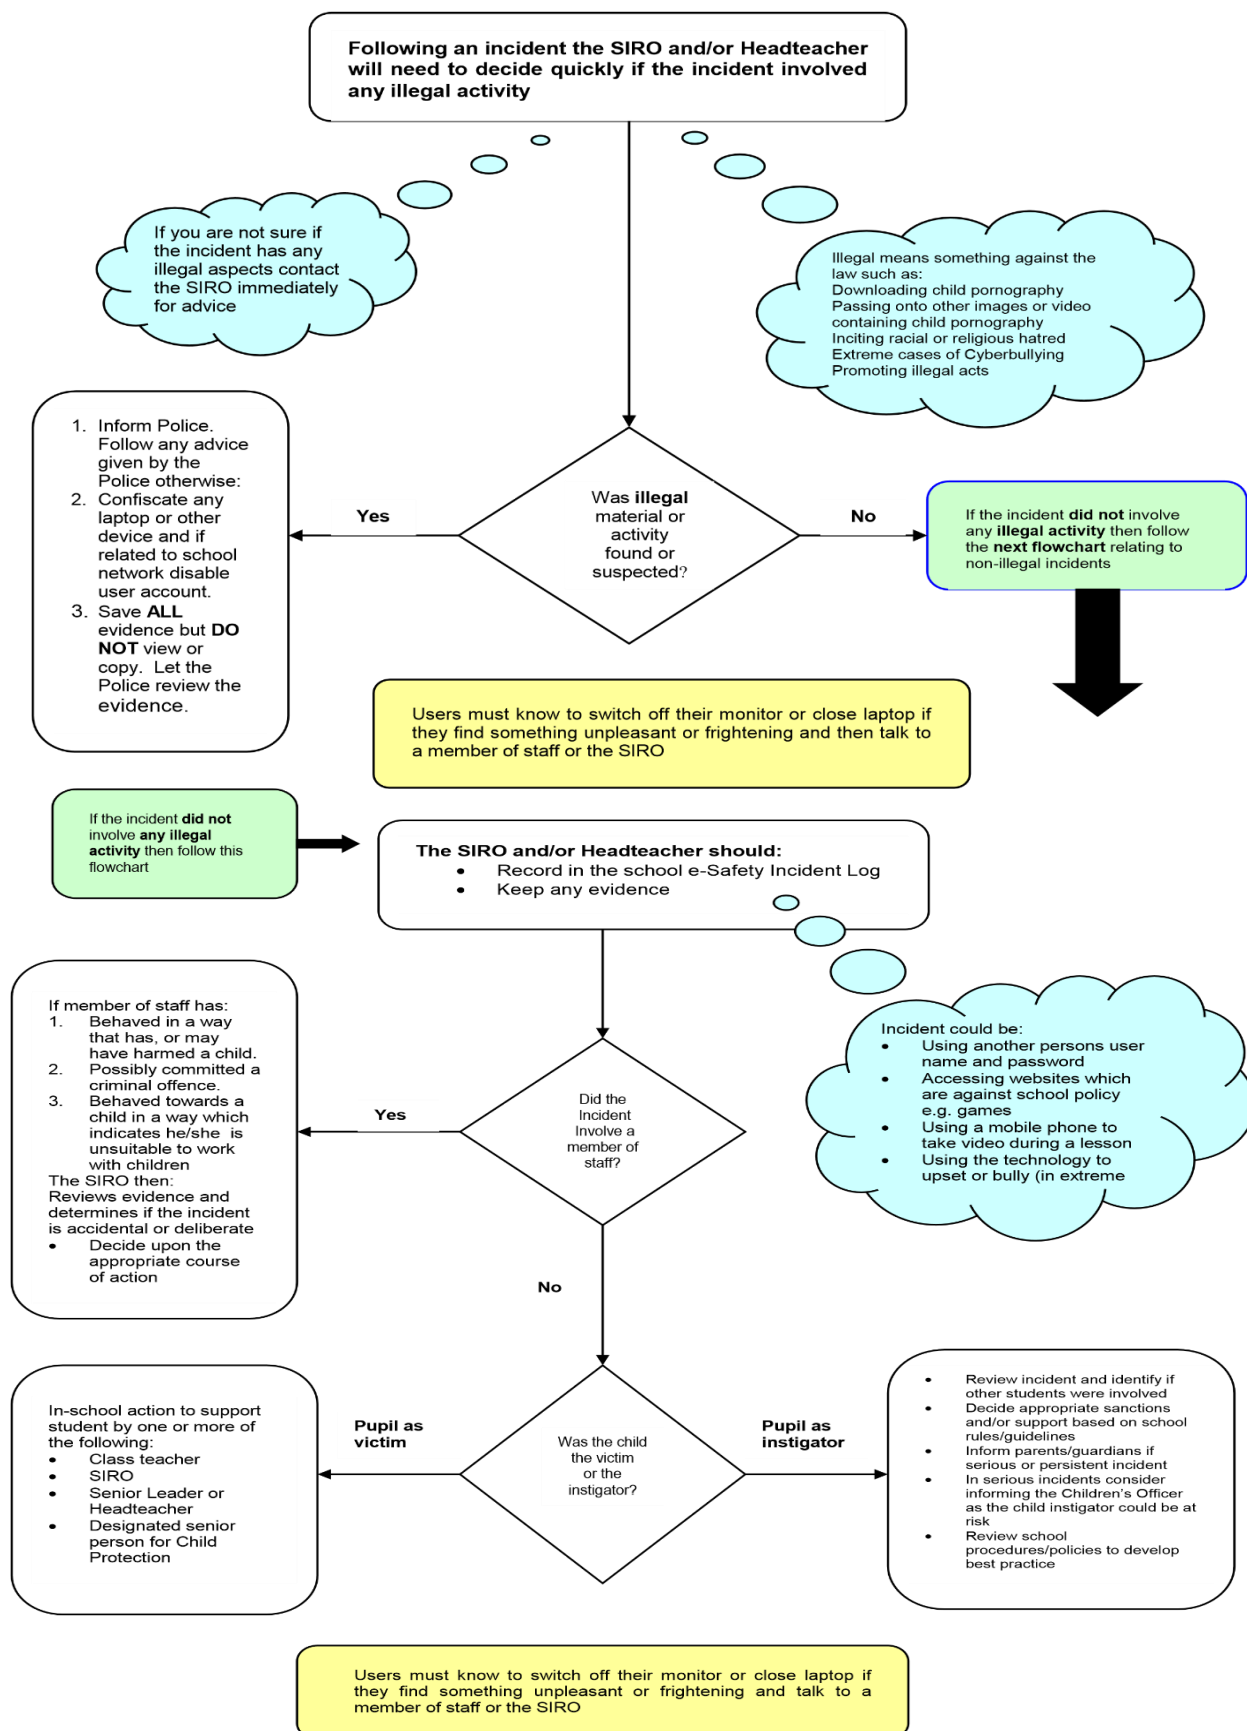 Following an incident the SIRO and/or Headteacher
will need to decide quickly if the incident involved
any illegal activity
If you are not sure if
the incident has any
illegal aspects contact
the SIRO immediately
for advice
Illegal means something against the
law such as:
Downloading child pornography
Passing onto other images or video
containing child pornography
Inciting racial or religious hatred
Extreme cases of Cyberbullying
Promoting illegal acts
1. Inform Police.
Follow any advice
given by the
Police otherwise:
2. Confiscate any
laptop or other
device and if
related to school
network disable
user account.
3. Save ALL
evidence but DO
NOT view or
copy. Let the
Police review the
evidence.
Yes
Was illegal
material or
activity
found or
suspected?
No
If the incident did not involve
any illegal activity then follow
the next flowchart relating to
non-illegal incidents
Users must know to switch off their monitor or close laptop if
they find something unpleasant or frightening and then talk to
a member of staff or the SIRO
If the incident did not
involve any illegal
activity then follow this
flowchart
The SIRO and/or Headteacher should:
• Record in the school e-Safety Incident Log
• Keep any evidence
If member of staff has:
1. Behaved in a way
that has, or may
have harmed a child.
2. Possibly committed a
criminal offence.
3. Behaved towards a
child in a way which
indicates he/she is
unsuitable to work
with children
The SIRO then:
Reviews evidence and
determines if the incident
is accidental or deliberate
• Decide upon the
appropriate course
of action
Yes
Did the
Incident
Involve a
member of
staff?
Incident could be:
• Using another persons user
name and password
• Accessing websites which
are against school policy
e.g. games
• Using a mobile phone to
take video during a lesson
• Using the technology to
upset or bully (in extreme
No
In-school action to support
student by one or more of
the following:
• Class teacher
• SIRO
• Senior Leader or
Headteacher
• Designated senior
person for Child
Protection
Pupil as
victim
Was the child
the victim
or the
instigator?
Pupil as
instigator
• Review incident and identify if
other students were involved
• Decide appropriate sanctions
and/or support based on school
rules/guidelines
• Inform parents/guardians if
serious or persistent incident
• In serious incidents consider
informing the Children’s Officer
as the child instigator could be at
risk
• Review school
procedures/policies to develop
best practice
Users must know to switch off their monitor or close laptop if
they find something unpleasant or frightening and talk to a
member of staff or the SIRO